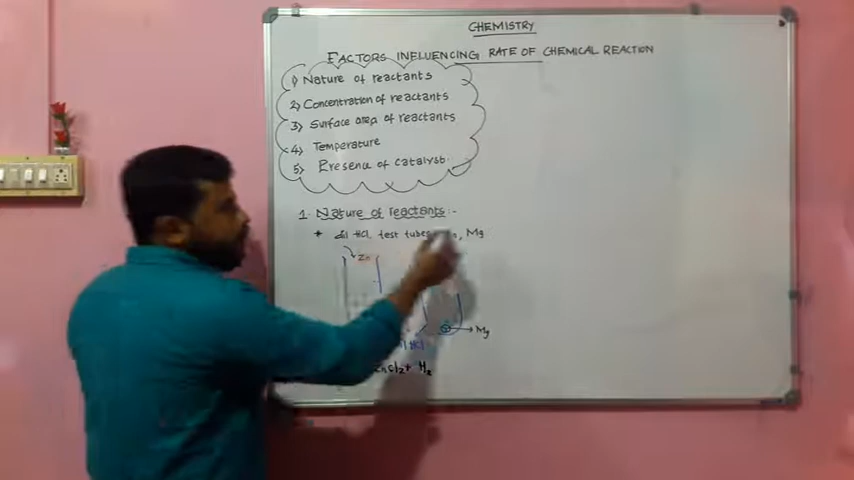 CHEMISTRY
FACTORS INFLUENCING RATE OF CHEMICAL REACTION
1) Nature of reactants
2) Concentration of reactants
3) Surface area of reactants
4) Temperature
5) Presence of catalyst
1. Nature of reactants :-
* dil HCl, test tubes Mg
Zn
Mg
HCl
ZnCl2 + H2